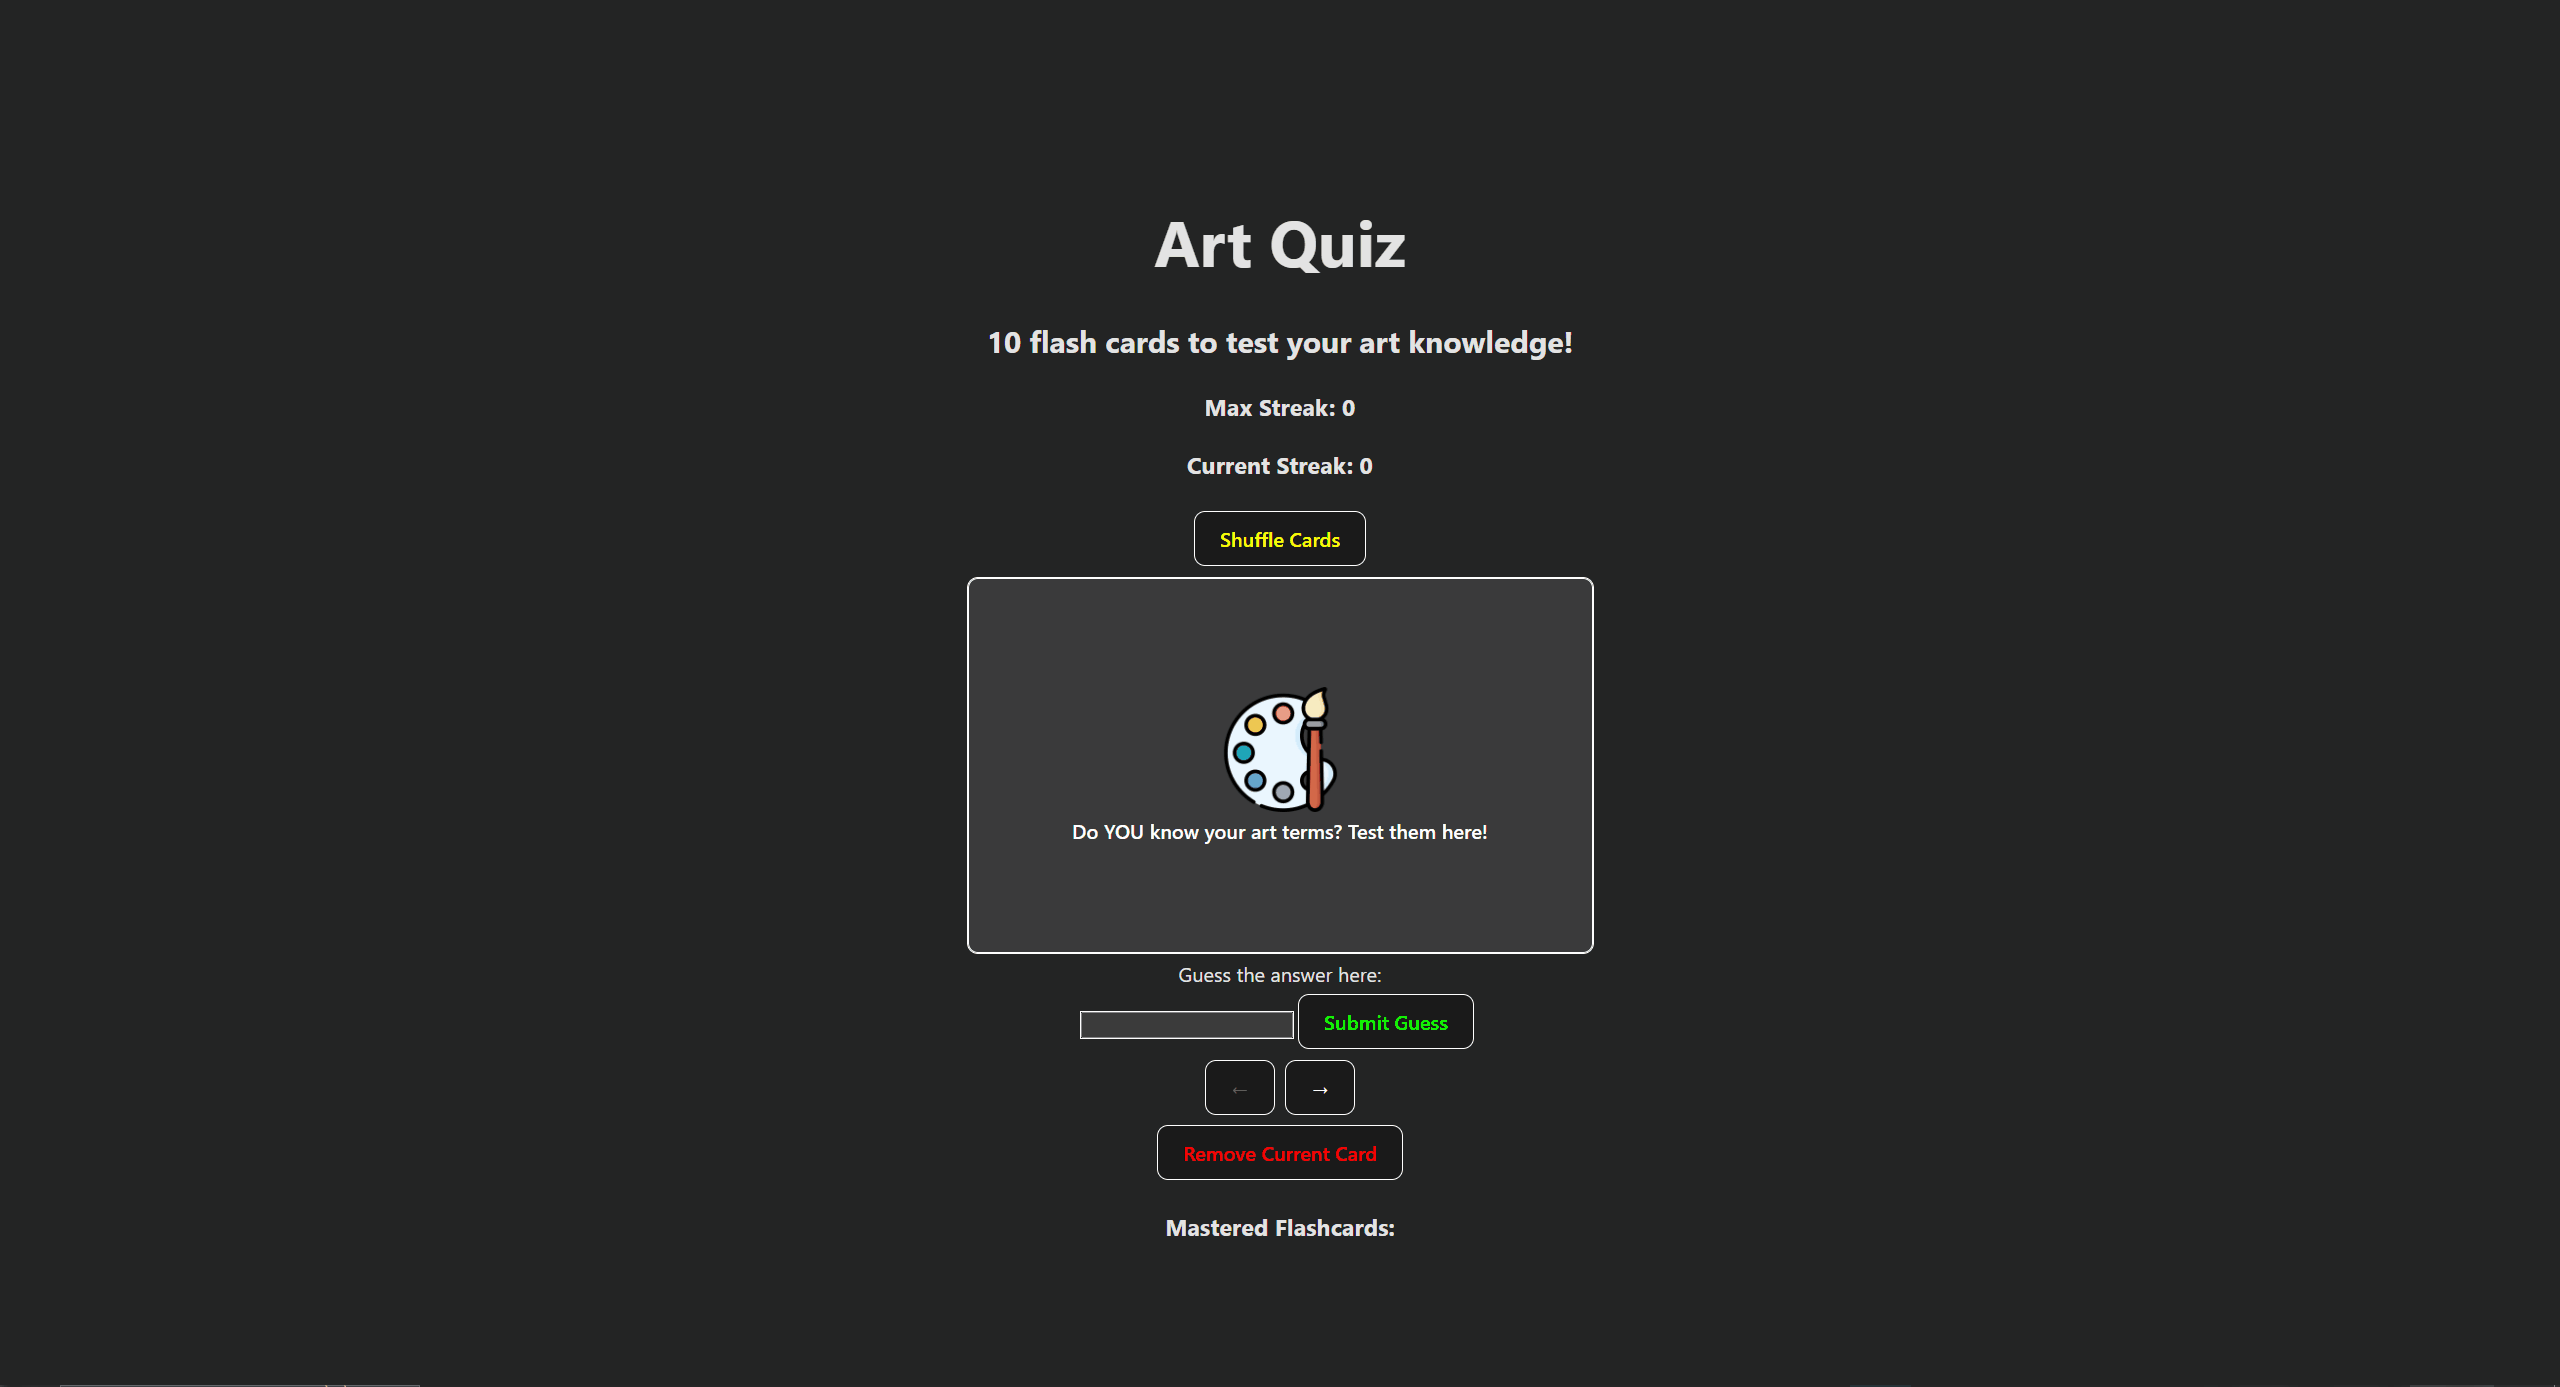 Art Quiz
10 flash cards to test your art knowledge!
Max Streak: 0
Current Streak: 0
Shuffle Cards
Do YOU know your art terms? Test them here!
Guess the answer here:
Submit Guess
← →
Remove Current Card
Mastered Flashcards: